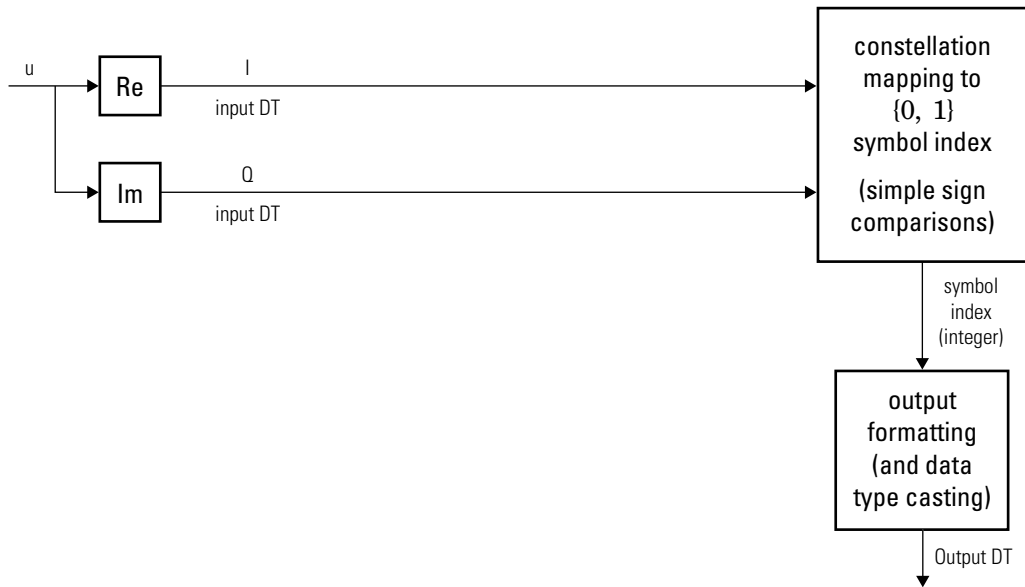 u
Re
I
input DT
Im
Q
input DT
constellation
mapping to
{0, 1}
symbol index
(simple sign
comparisons)
symbol
index
(integer)
output
formatting
(and data
type casting)
Output DT